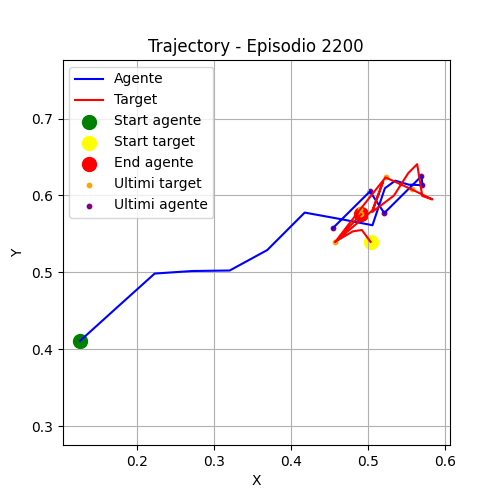 Trajectory - Episodio 2200
Agente
Target
Start agente
Start target
End agente
Ultimi target
Ultimi agente
0.7
0.6
0.5
0.4
0.3
Y
0.2 0.3 0.4 0.5 0.6
X